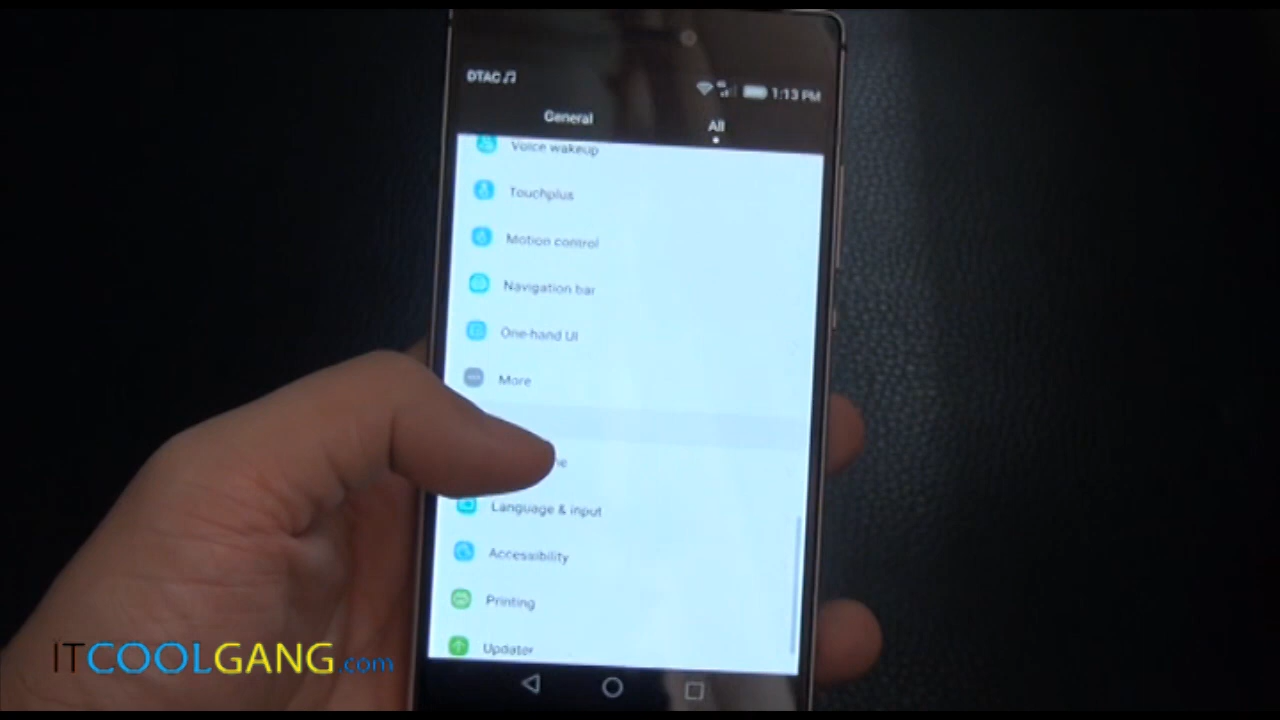 DTAC
1:13 PM
General
All
Voice wakeup
Touchplus
Motion control
Navigation bar
One-hand UI
More
Language & input
Accessibility
Printing
Updater
ITCOOLGANG.com